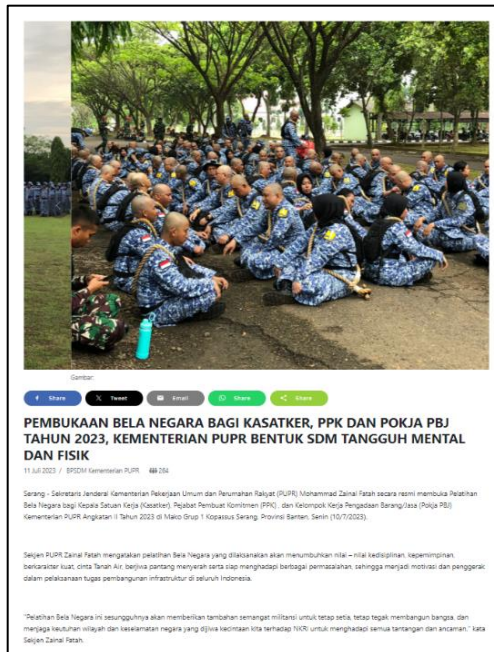 Gambar:
Share
Tweet
Email
Share
Share
PEMBUKAAN BELA NEGARA BAGI KASATKER, PPK DAN POKJA PBJ
TAHUN 2023, KEMENTERIAN PUPR BENTUK SDM TANGGUH MENTAL
DAN FISIK
11 Juli 2023 / BPSDM Kementerian PUPR 264
Serang - Sekretaris Jenderal Kementerian Pekerjaan Umum dan Perumahan Rakyat (PUPR) Mohammad Zainal Fatah secara resmi membuka Pelatihan
Bela Negara bagi Kepala Satuan Kerja (Kasatker), Pejabat Pembuat Komitmen (PPK) , dan Kelompok Kerja Pengadaan Barang/Jasa (Pokja PBJ)
Kementerian PUPR Angkatan II Tahun 2023 di Mako Grup 1 Kopassus Serang, Provinsi Banten, Senin (10/7/2023).
Sekjen PUPR Zainal Fatah mengatakan pelatihan Bela Negara yang dilaksanakan akan menumbuhkan nilai – nilai kedisiplinan, kepemimpinan,
berkarakter kuat, cinta Tanah Air, berjiwa pantang menyerah serta siap menghadapi berbagai permasalahan, sehingga menjadi motivasi dan penggerak
dalam pelaksanaan tugas pembangunan infrastruktur di seluruh Indonesia.
"Pelatihan Bela Negara ini sesungguhnya akan memberikan tambahan semangat militansi untuk tetap setia, tetap tegak membangun bangsa, dan
menjaga keutuhan wilayah dan keselamatan negara yang dijiwa kecintaan kita terhadap NKRI untuk menghadapi semua tantangan dan ancaman," kata
Sekjen Zainal Fatah.